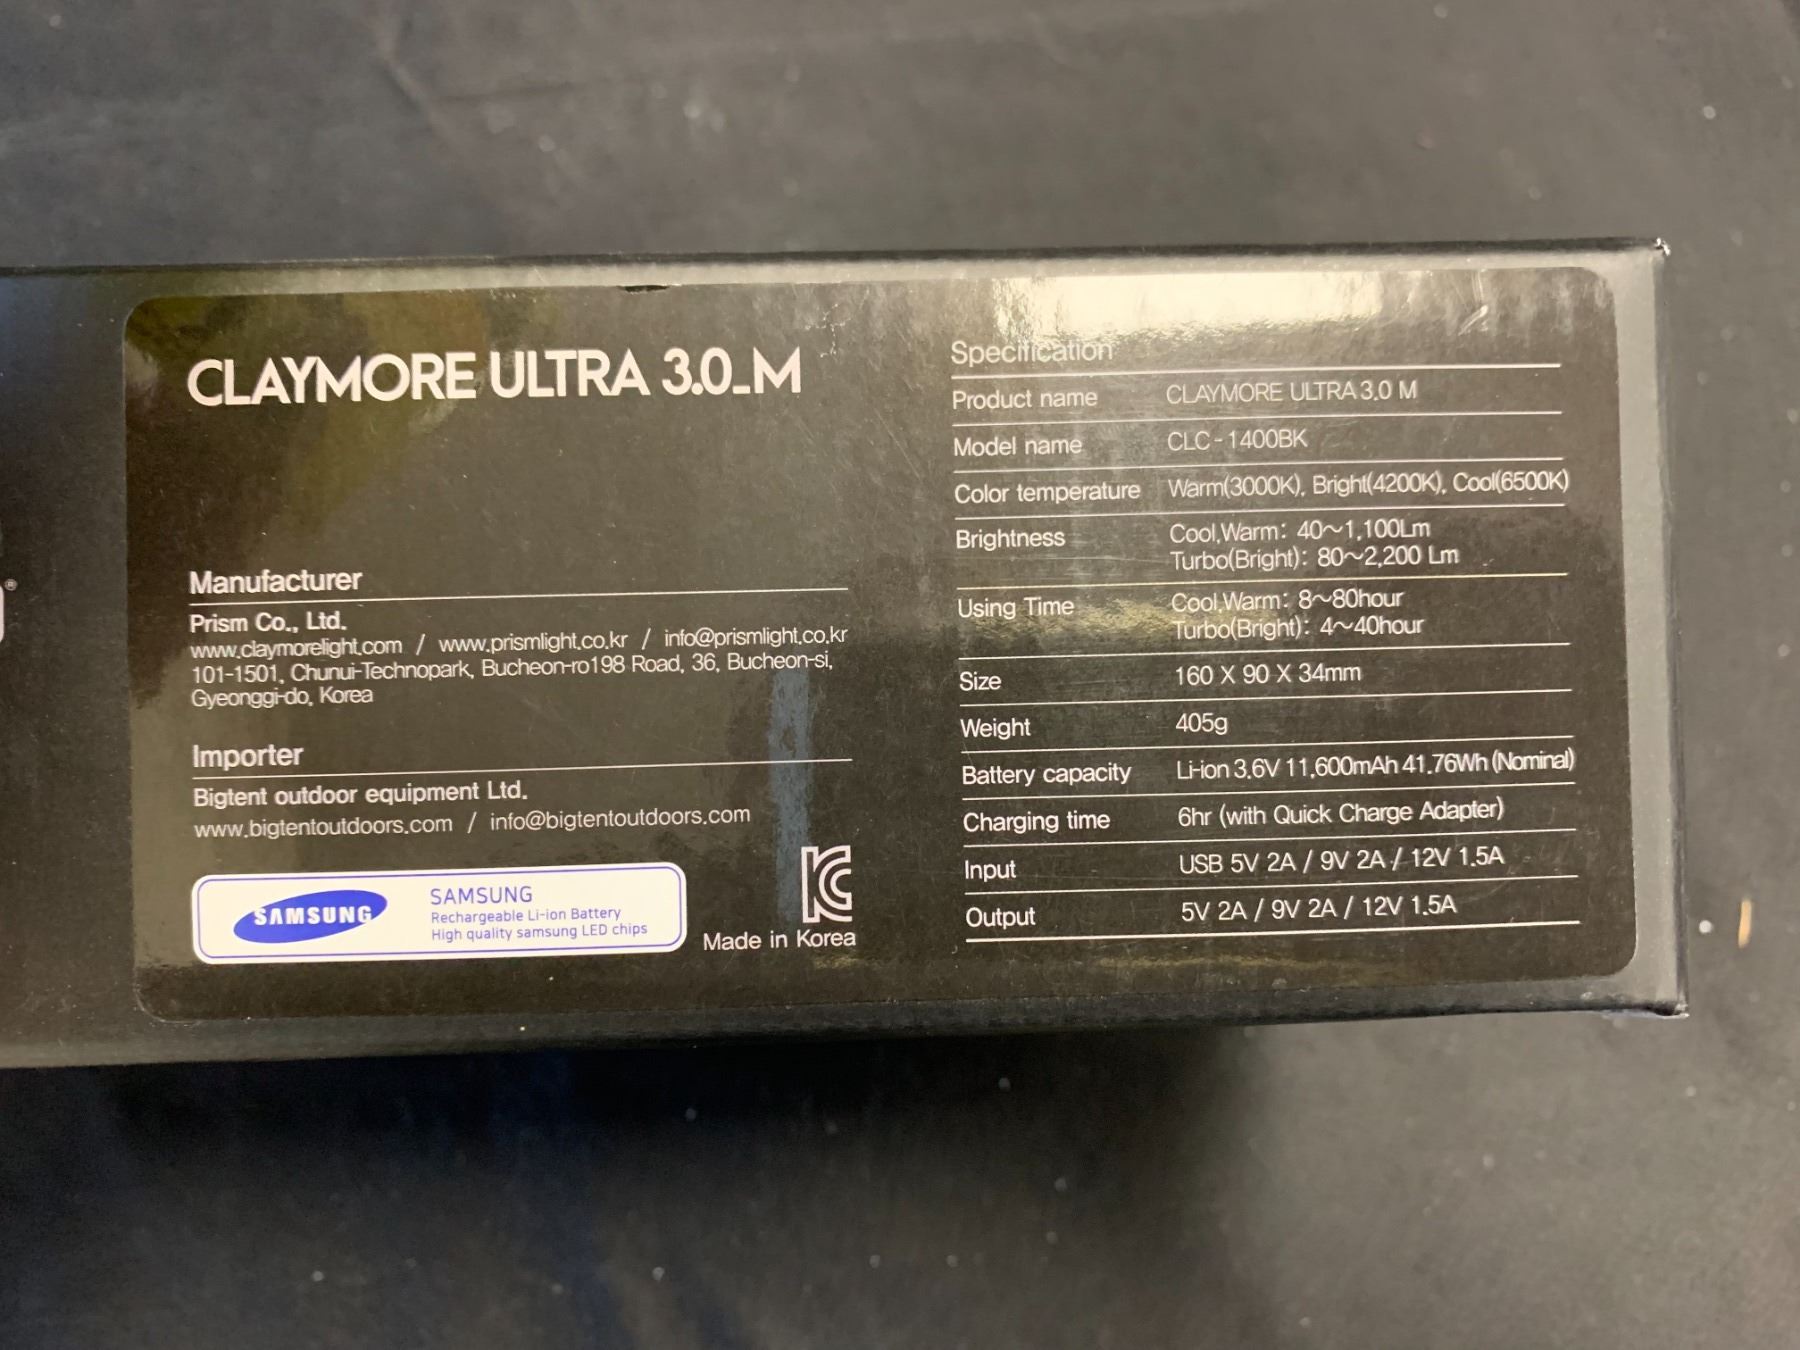 CLAYMORE ULTRA 3.0_M
Manufacturer
Prism Co., Ltd.
www.claymorelight.com / www.prismlight.co.kr / info@prismlight.co.kr
101-1501, Chunui-Technopark, Bucheon-ro198 Road, 36, Bucheon-si,
Gyeonggi-do, Korea
Importer
Bigtent outdoor equipment Ltd.
www.bigtentoutdoors.com / info@bigtentoutdoors.com
SAMSUNG
SAMSUNG
Rechargeable Li-ion Battery
High quality samsung LED chips
Made in Korea
Specification
Product name CLAYMORE ULTRA 3.0 M
Model name CLC-1400BK
Color temperature Warm(3000K), Bright(4200K), Cool(6500K)
Brightness Cool,Warm: 40~1,100Lm
Turbo(Bright): 80~2,200 Lm
Using Time Cool,Warm: 8~80hour
Turbo(Bright): 4~40hour
Size 160 X 90 X 34mm
Weight 405g
Battery capacity Li-ion 3.6V 11,600mAh 41.76Wh (Nominal)
Charging time 6hr (with Quick Charge Adapter)
Input USB 5V 2A / 9V 2A / 12V 1.5A
Output 5V 2A / 9V 2A / 12V 1.5A